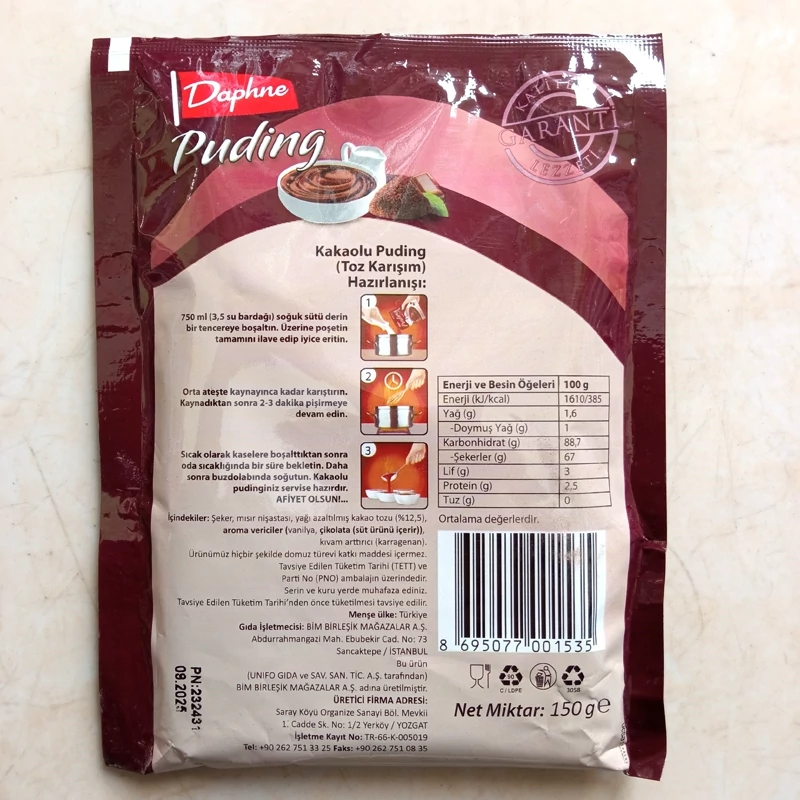 Daphne
Puding
KALİTE
GARANTİ
LEZZETİ
Kakaolu Puding
(Toz Karışım)
Hazırlanışı:
1
750 ml (3,5 su bardağı) soğuk sütü derin
bir tencereye boşaltın. Üzerine poşetin
tamamını ilave edip iyice eritin.
2
Orta ateşte kaynayınca kadar karıştırın.
Kaynadıktan sonra 2-3 dakika pişirmeye
devam edin.
3
Sıcak olarak kaselere boşalttıktan sonra
oda sıcaklığında bir süre bekletin. Daha
sonra buzdolabında soğutun. Kakaolu
pudinginiz servise hazırdır.
AFİYET OLSUN!...
Enerji ve Besin Öğeleri 100 g
Enerji (kJ/kcal) 1610/385
Yağ (g) 1,6
-Doymuş Yağ (g) 1
Karbonhidrat (g) 88,7
-Şekerler (g) 67
Lif (g) 3
Protein (g) 2,5
Tuz (g) 0
Ortalama değerlerdir.
İçindekiler: Şeker, mısır nişastası, yağı azaltılmış kakao tozu (%12,5),
aroma vericiler (vanilya, çikolata (süt ürünü içerir)),
kıvam arttırıcı (karragenan).
Ürünümüz hiçbir şekilde domuz türevi katkı maddesi içermez.
Tavsiye Edilen Tüketim Tarihi (TETT) ve
Parti No (PNO) ambalajın üzerindedir.
Serin ve kuru yerde muhafaza ediniz.
Tavsiye Edilen Tüketim Tarihi'nden önce tüketilmesi tavsiye edilir.
Menşe ülke: Türkiye
Gıda İşletmecisi: BİM BİRLEŞİK MAĞAZALAR A.Ş.
Abdurrahmangazi Mah. Ebubekir Cad. No: 73
Sancaktepe / İSTANBUL
Bu ürün
(UNIFO GIDA ve SAV. SAN. TİC. A.Ş. tarafından)
BİM BİRLEŞİK MAĞAZALAR A.Ş. adına üretilmiştir.
ÜRETİCİ FİRMA ADRESİ:
Saray Köyü Organize Sanayi Böl. Mevkii
1. Cadde Sk. No: 1/2 Yerköy / YOZGAT
İşletme Kayıt No: TR-66-K-005019
Tel: +90 262 751 33 25 Faks: +90 262 751 08 35
PN:232431
08.2025
8 695077 001535
90
C/LDPE
305B
Net Miktar: 150 g e